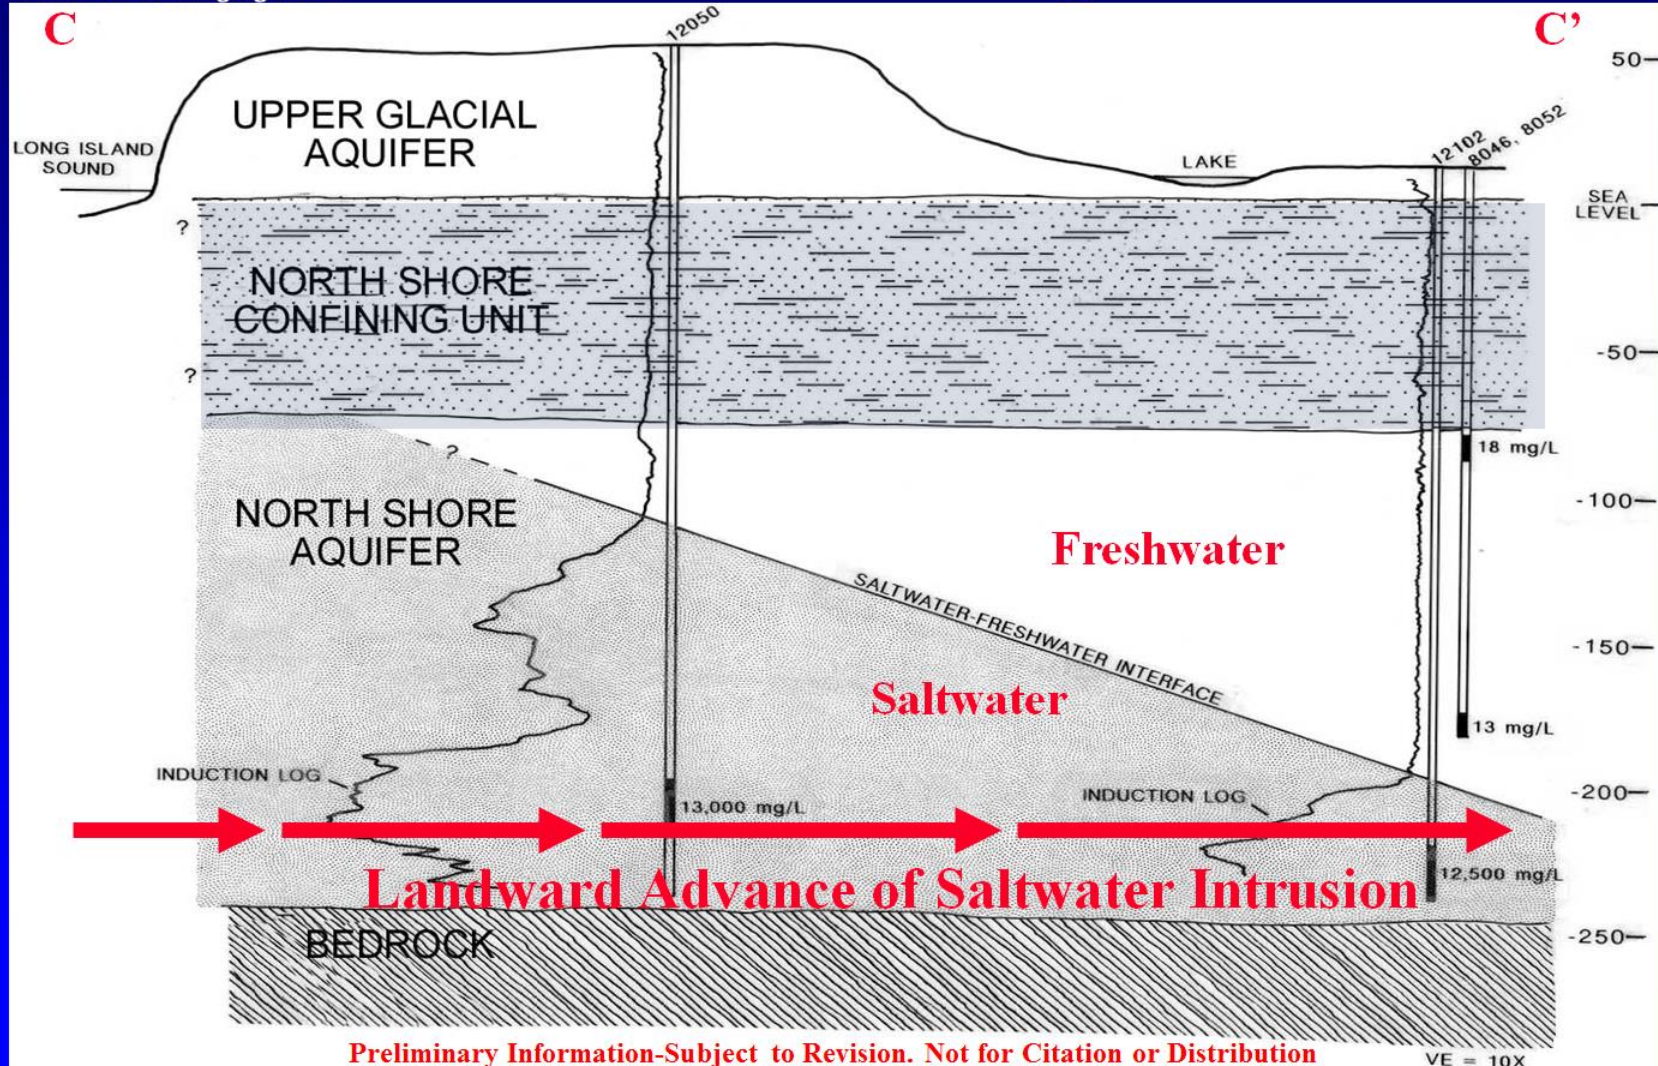 C
C’
12050
50
UPPER GLACIAL
AQUIFER
LONG ISLAND
SOUND
LAKE
12102
8046, 8052
SEA
LEVEL
?
NORTH SHORE
CONFINING UNIT
-50
?
18 mg/L
?
-100
NORTH SHORE
AQUIFER
Freshwater
SALTWATER-FRESHWATER INTERFACE
-150
Saltwater
13 mg/L
INDUCTION LOG
INDUCTION LOG
-200
13,000 mg/L
12,500 mg/L
Landward Advance of Saltwater Intrusion
BEDROCK
-250
Preliminary Information-Subject to Revision. Not for Citation or Distribution
VE = 10X